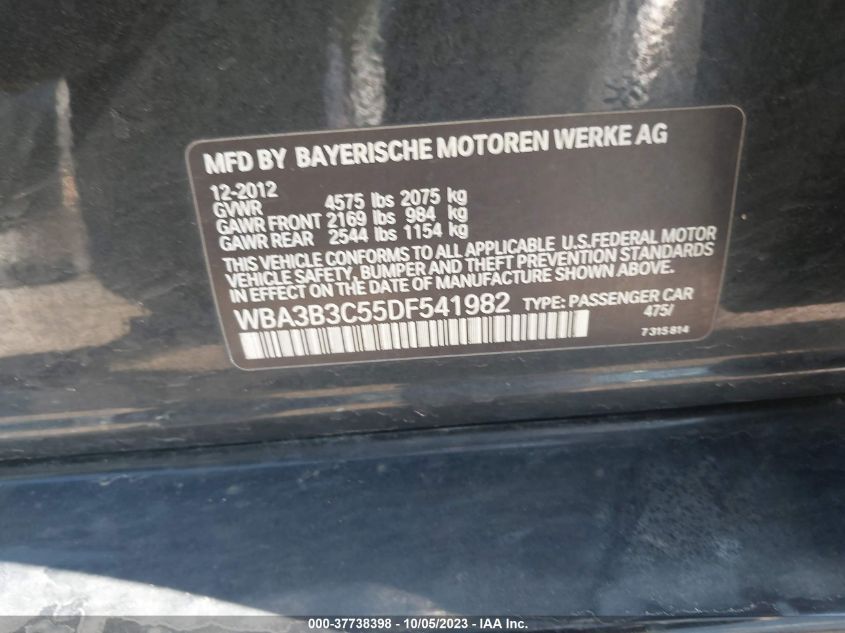 MFD BY BAYERISCHE MOTOREN WERKE AG
12-2012
GVWR 4575 lbs 2075 kg
GAWR FRONT 2169 lbs 984 kg
GAWR REAR 2544 lbs 1154 kg
THIS VEHICLE CONFORMS TO ALL APPLICABLE U.S.FEDERAL MOTOR
VEHICLE SAFETY, BUMPER AND THEFT PREVENTION STANDARDS
IN EFFECT ON THE DATE OF MANUFACTURE SHOWN ABOVE.
WBA3B3C55DF541982 TYPE: PASSENGER CAR
475/
7 315 814
000-37738398 - 10/05/2023 - IAA Inc.